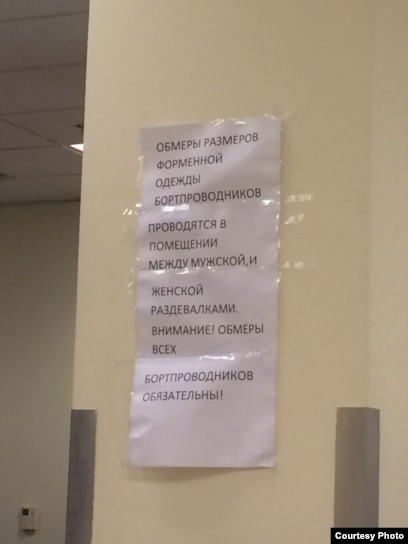 ОБМЕРЫ РАЗМЕРОВ
ФОРМЕННОЙ
ОДЕЖДЫ
БОРТПРОВОДНИКОВ
ПРОВОДЯТСЯ В
ПОМЕЩЕНИИ
МЕЖДУ МУЖСКОЙ,И
ЖЕНСКОЙ
РАЗДЕВАЛКАМИ.
ВНИМАНИЕ! ОБМЕРЫ
ВСЕХ
БОРТПРОВОДНИКОВ
ОБЯЗАТЕЛЬНЫ!
Courtesy Photo